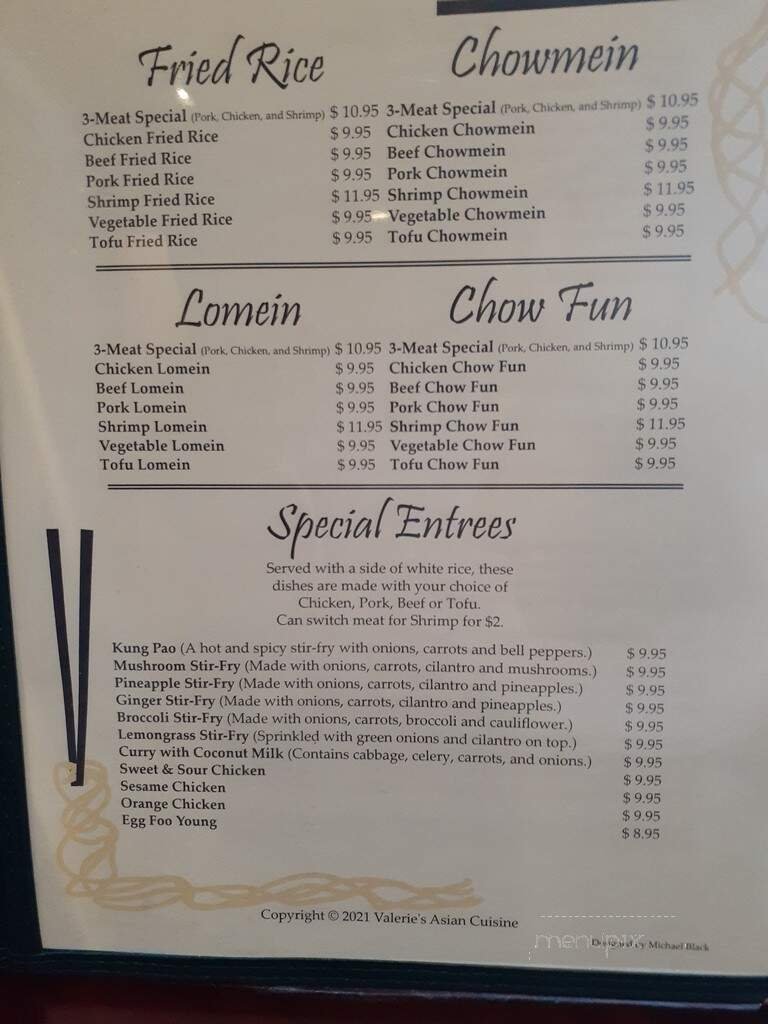 Fried Rice
3-Meat Special (Pork, Chicken, and Shrimp) $ 10.95
Chicken Fried Rice $ 9.95
Beef Fried Rice $ 9.95
Pork Fried Rice $ 9.95
Shrimp Fried Rice $ 11.95
Vegetable Fried Rice $ 9.95
Tofu Fried Rice $ 9.95
Chowmein
3-Meat Special (Pork, Chicken, and Shrimp) $ 10.95
Chicken Chowmein $ 9.95
Beef Chowmein $ 9.95
Pork Chowmein $ 9.95
Shrimp Chowmein $ 11.95
Vegetable Chowmein $ 9.95
Tofu Chowmein $ 9.95
Lomein
3-Meat Special (Pork, Chicken, and Shrimp) $ 10.95
Chicken Lomein $ 9.95
Beef Lomein $ 9.95
Pork Lomein $ 9.95
Shrimp Lomein $ 11.95
Vegetable Lomein $ 9.95
Tofu Lomein $ 9.95
Chow Fun
3-Meat Special (Pork, Chicken, and Shrimp) $ 10.95
Chicken Chow Fun $ 9.95
Beef Chow Fun $ 9.95
Pork Chow Fun $ 9.95
Shrimp Chow Fun $ 11.95
Vegetable Chow Fun $ 9.95
Tofu Chow Fun $ 9.95
Special Entrees
Served with a side of white rice, these
dishes are made with your choice of
Chicken, Pork, Beef or Tofu.
Can switch meat for Shrimp for $2.
Kung Pao (A hot and spicy stir-fry with onions, carrots and bell peppers.) $ 9.95
Mushroom Stir-Fry (Made with onions, carrots, cilantro and mushrooms.) $ 9.95
Pineapple Stir-Fry (Made with onions, carrots, cilantro and pineapples.) $ 9.95
Ginger Stir-Fry (Made with onions, carrots, cilantro and pineapples.) $ 9.95
Broccoli Stir-Fry (Made with onions, carrots, broccoli and cauliflower.) $ 9.95
Lemongrass Stir-Fry (Sprinkled with green onions and cilantro on top.) $ 9.95
Curry with Coconut Milk (Contains cabbage, celery, carrots, and onions.) $ 9.95
Sweet & Sour Chicken $ 9.95
Sesame Chicken $ 9.95
Orange Chicken $ 9.95
Egg Foo Young $ 8.95
Copyright © 2021 Valerie's Asian Cuisine
menupix
Designed by Michael Black